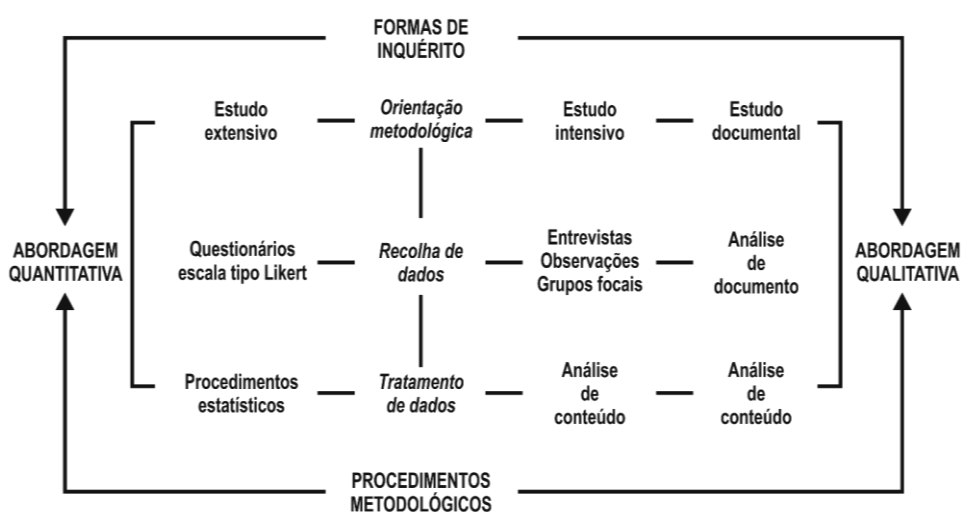 FORMAS DE
INQUÉRITO
Estudo
extensivo
Orientação
metodológica
Estudo
intensivo
Estudo
documental
ABORDAGEM
QUANTITATIVA
Questionários
escala tipo Likert
Recolha de
dados
Entrevistas
Observações
Grupos focais
Análise
de
documento
ABORDAGEM
QUALITATIVA
Procedimentos
estatísticos
Tratamento
de dados
Análise
de
conteúdo
Análise
de
conteúdo
PROCEDIMENTOS
METODOLÓGICOS